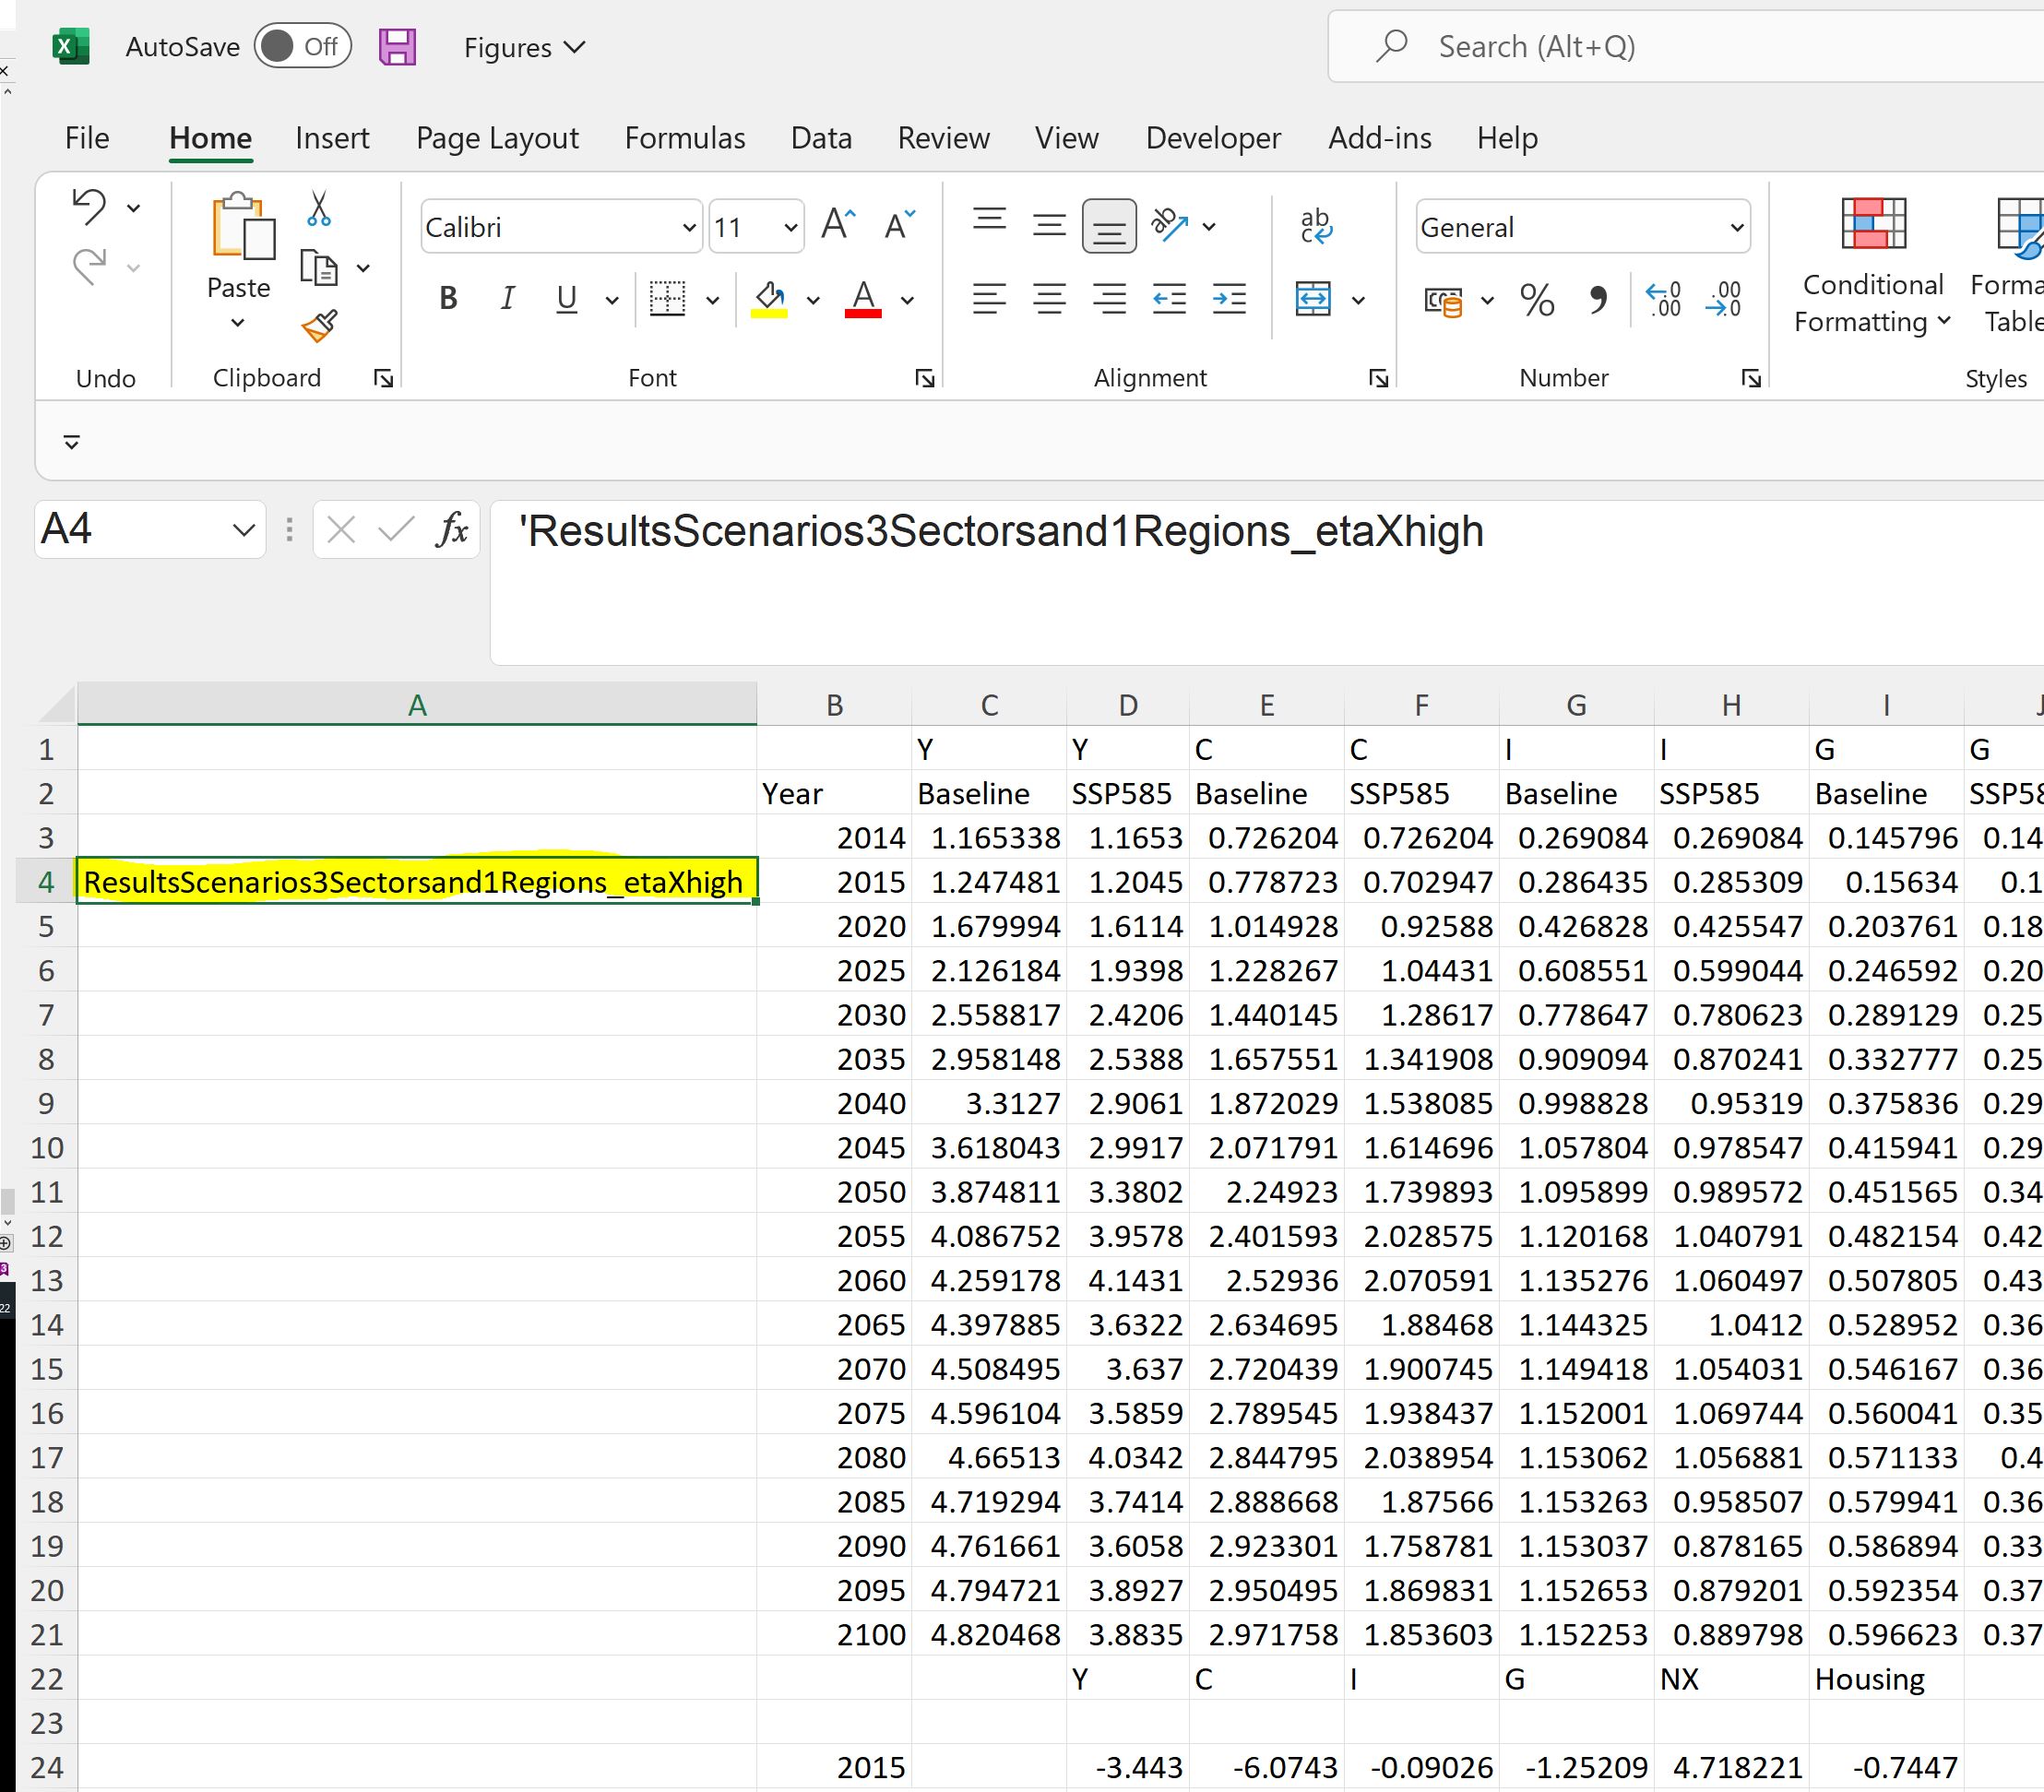 AutoSave Off Figures Search (Alt+Q)
File Home Insert Page Layout Formulas Data Review View Developer Add-ins Help
Calibri 11 General
Paste Conditional Formatting
Undo Clipboard Font Alignment Number Styles
A4 fx 'ResultsScenarios3Sectorsand1Regions_etaXhigh
A B C D E F G H I J
1 Y Y C C I I G G
2 Year Baseline SSP585 Baseline SSP585 Baseline SSP585 Baseline
3 2014 1.165338 1.1653 0.726204 0.726204 0.269084 0.269084 0.145796 0.14
4 ResultsScenarios3Sectorsand1Regions_etaXhigh 2015 1.247481 1.2045 0.778723 0.702947 0.286435 0.285309 0.15634 0.1
5 2020 1.679994 1.6114 1.014928 0.92588 0.426828 0.425547 0.203761 0.18
6 2025 2.126184 1.9398 1.228267 1.04431 0.608551 0.599044 0.246592 0.20
7 2030 2.558817 2.4206 1.440145 1.28617 0.778647 0.780623 0.289129 0.25
8 2035 2.958148 2.5388 1.657551 1.341908 0.909094 0.870241 0.332777 0.25
9 2040 3.3127 2.9061 1.872029 1.538085 0.998828 0.95319 0.375836 0.29
10 2045 3.618043 2.9917 2.071791 1.614696 1.057804 0.978547 0.415941 0.29
11 2050 3.874811 3.3802 2.24923 1.739893 1.095899 0.989572 0.451565 0.34
12 2055 4.086752 3.9578 2.401593 2.028575 1.120168 1.040791 0.482154 0.42
13 2060 4.259178 4.1431 2.52936 2.070591 1.135276 1.060497 0.507805 0.43
14 2065 4.397885 3.6322 2.634695 1.88468 1.144325 1.0412 0.528952 0.36
15 2070 4.508495 3.637 2.720439 1.900745 1.149418 1.054031 0.546167 0.36
16 2075 4.596104 3.5859 2.789545 1.938437 1.152001 1.069744 0.560041 0.35
17 2080 4.66513 4.0342 2.844795 2.038954 1.153062 1.056881 0.571133 0.4
18 2085 4.719294 3.7414 2.888668 1.87566 1.153263 0.958507 0.579941 0.36
19 2090 4.761661 3.6058 2.923301 1.758781 1.153037 0.878165 0.586894 0.33
20 2095 4.794721 3.8927 2.950495 1.869831 1.152653 0.879201 0.592354 0.37
21 2100 4.820468 3.8835 2.971758 1.853603 1.152253 0.889798 0.596623 0.37
22 Y C I G NX Housing
23
24 2015 -3.443 -6.0743 -0.09026 -1.25209 4.718221 -0.7447